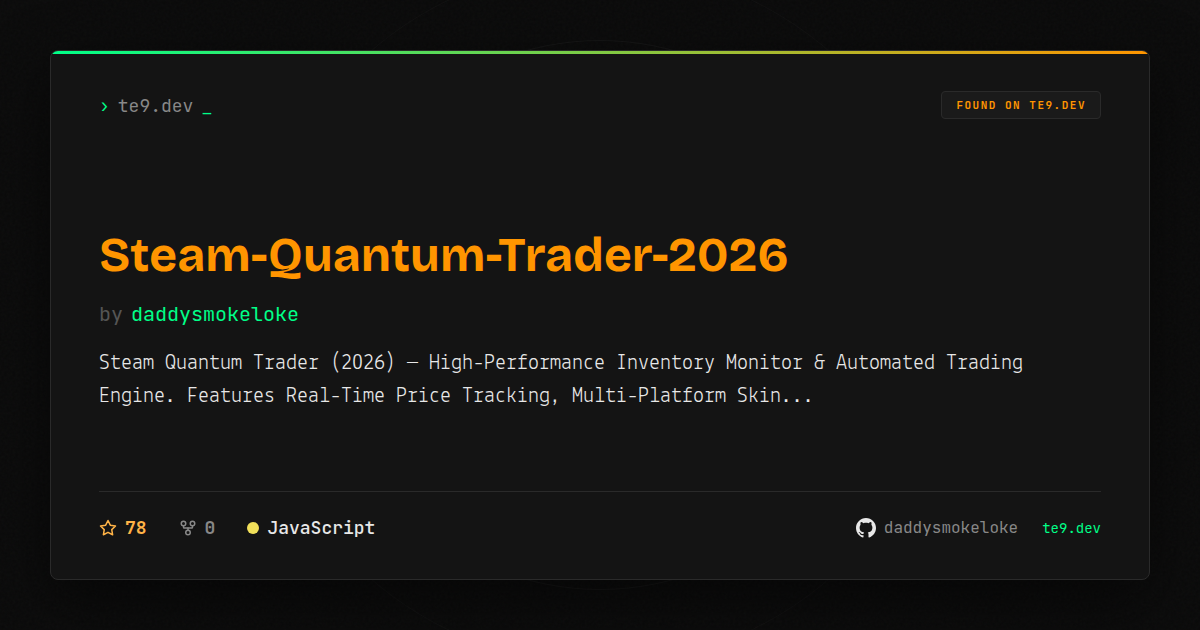 › te9.dev _
FOUND ON TE9.DEV
Steam-Quantum-Trader-2026
by daddysmokeloke
Steam Quantum Trader (2026) — High-Performance Inventory Monitor & Automated Trading
Engine. Features Real-Time Price Tracking, Multi-Platform Skin...
78
0
JavaScript
daddysmokeloke
te9.dev